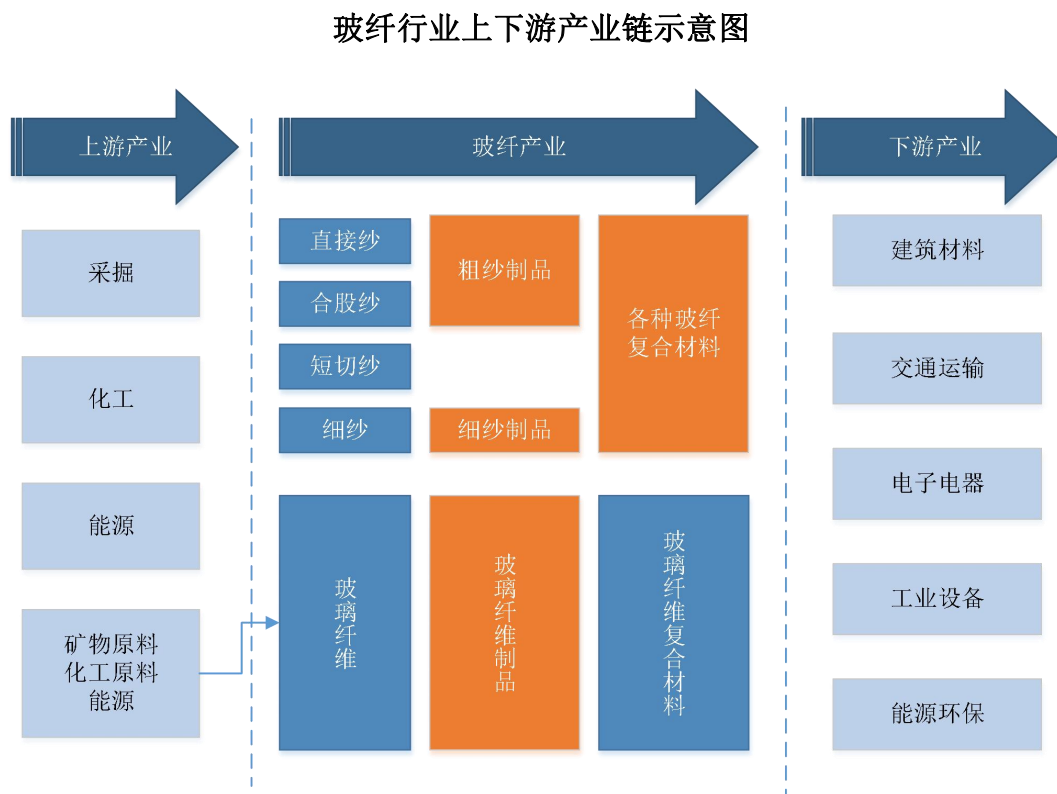 玻纤行业上下游产业链示意图
上游产业
玻纤产业
下游产业
采掘
化工
能源
矿物原料
化工原料
能源
直接纱
合股纱
短切纱
细纱
粗纱制品
细纱制品
各种玻纤
复合材料
玻璃纤维
玻璃纤维制品
玻璃纤维复合材料
建筑材料
交通运输
电子电器
工业设备
能源环保